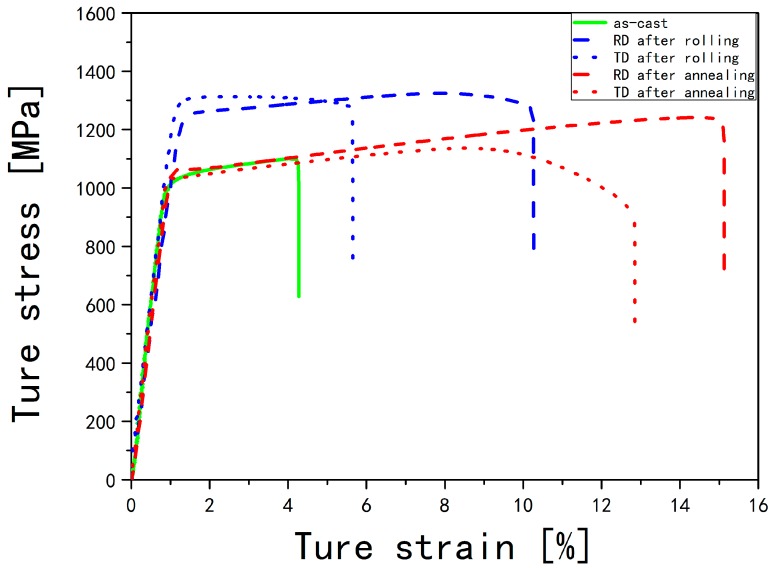 1600
1400
1200
1000
800
600
400
200
0
0 2 4 6 8 10 12 14 16
Ture stress [MPa]
Ture strain [%]
as-cast
RD after rolling
TD after rolling
RD after annealing
TD after annealing